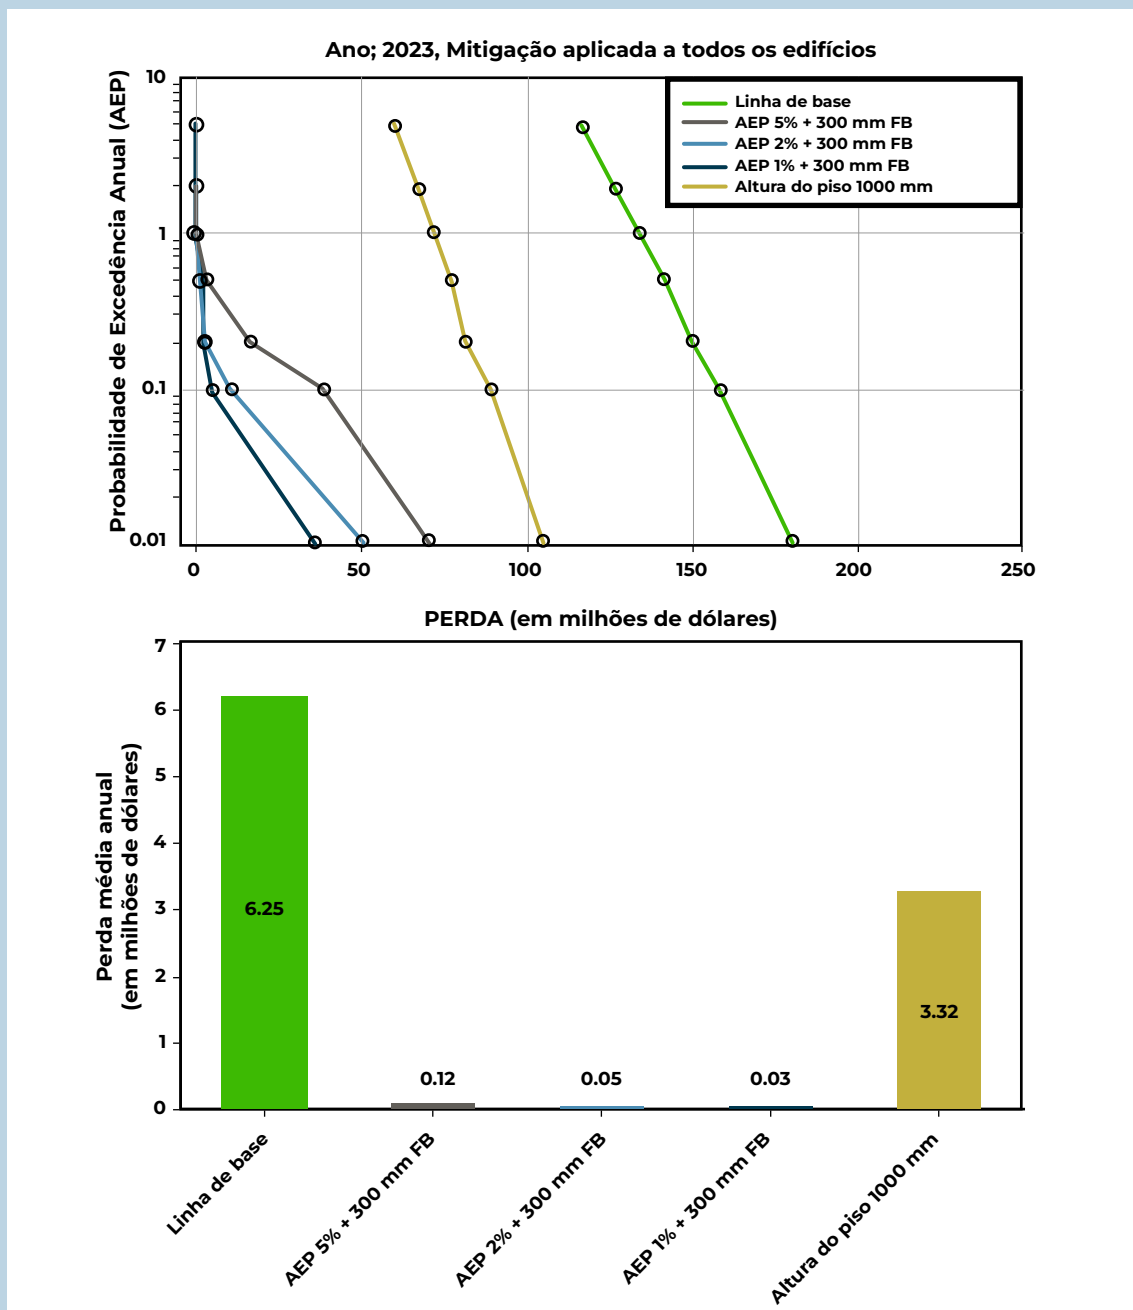 Ano; 2023, Mitigação aplicada a todos os edifícios
Probabilidade de Excedência Anual (AEP)
10
1
0.1
0.01
Linha de base
AEP 5% + 300 mm FB
AEP 2% + 300 mm FB
AEP 1% + 300 mm FB
Altura do piso 1000 mm
0
50
100
150
200
250
PERDA (em milhões de dólares)
Perda média anual
(em milhões de dólares)
7
6
5
4
3
2
1
0
6.25
0.12
0.05
0.03
3.32
Linha de base
AEP 5% + 300 mm FB
AEP 2% + 300 mm FB
AEP 1% + 300 mm FB
Altura do piso 1000 mm